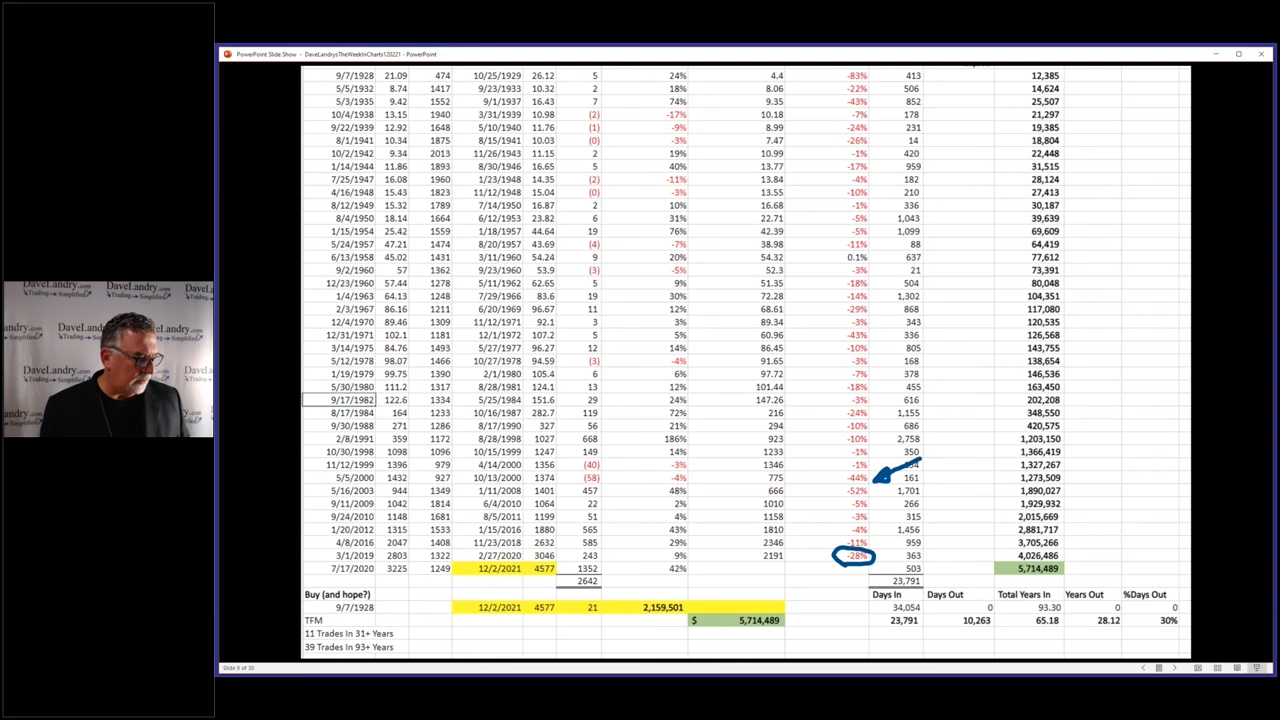 PowerPoint Slide Show - DaveLandrysTheWeekInCharts120221 - PowerPoint
9/7/1928 21.09 474 10/25/1929 26.12 5 24% 4.4 -83% 413 12,385
5/5/1932 8.74 1417 9/23/1933 10.32 2 18% 8.06 -22% 506 14,624
5/3/1935 9.42 1552 9/1/1937 16.43 7 74% 9.35 -43% 852 25,507
10/4/1938 13.15 1940 3/31/1939 10.98 (2) -17% 10.18 -7% 178 21,297
9/22/1939 12.92 1648 5/10/1940 11.76 (1) -9% 8.99 -24% 231 19,385
8/1/1941 10.34 1875 8/15/1941 10.03 (0) -3% 7.47 -26% 14 18,804
10/2/1942 9.34 2013 11/26/1943 11.15 2 19% 10.99 -1% 420 22,448
1/14/1944 11.86 1893 8/30/1946 16.65 5 40% 13.77 -17% 959 31,515
7/25/1947 16.08 1960 1/23/1948 14.35 (2) -11% 13.84 -4% 182 28,124
4/16/1948 15.43 1823 11/12/1948 15.04 (0) -3% 13.55 -10% 210 27,413
8/12/1949 15.32 1789 7/14/1950 16.87 2 10% 16.68 -1% 336 30,187
8/4/1950 18.14 1664 6/12/1953 23.82 6 31% 22.71 -5% 1,043 39,639
1/15/1954 25.42 1559 1/18/1957 44.64 19 76% 42.39 -5% 1,099 69,609
5/24/1957 47.21 1474 8/20/1957 43.69 (4) -7% 38.98 -11% 88 64,419
6/13/1958 45.02 1431 3/11/1960 54.24 9 20% 54.32 0.1% 637 77,612
9/2/1960 57 1362 9/23/1960 53.9 (3) -5% 52.3 -3% 21 73,391
12/23/1960 57.44 1278 5/11/1962 62.65 5 9% 51.35 -18% 504 80,048
1/4/1963 64.13 1248 7/29/1966 83.6 19 30% 72.28 -14% 1,302 104,351
2/3/1967 86.16 1211 6/20/1969 96.67 11 12% 68.61 -29% 868 117,080
12/4/1970 89.46 1309 11/12/1971 92.1 3 3% 89.34 -3% 343 120,535
12/31/1971 102.1 1181 12/1/1972 107.2 5 5% 60.96 -43% 336 126,568
3/14/1975 84.76 1493 5/27/1977 96.27 12 14% 86.45 -10% 805 143,755
5/12/1978 98.07 1466 10/27/1978 94.59 (3) -4% 91.65 -3% 168 138,654
1/19/1979 99.75 1390 2/1/1980 105.4 6 6% 97.72 -7% 378 146,536
5/30/1980 111.2 1317 8/28/1981 124.1 13 12% 101.44 -18% 455 163,450
9/17/1982 122.6 1334 5/25/1984 151.6 29 24% 147.26 -3% 616 202,208
8/17/1984 164 1233 10/16/1987 282.7 119 72% 216 -24% 1,155 348,550
9/30/1988 271 1286 8/17/1990 327 56 21% 294 -10% 686 420,575
2/8/1991 359 1172 8/28/1998 1027 668 186% 923 -10% 2,758 1,203,150
10/30/1998 1098 1096 10/15/1999 1247 149 14% 1233 -1% 350 1,366,419
11/12/1999 1396 979 4/14/2000 1356 (40) -3% 1346 -1% 1,327,267
5/5/2000 1432 927 10/13/2000 1374 (58) -4% 775 -44% 161 1,273,509
5/16/2003 944 1349 1/11/2008 1401 457 48% 666 -52% 1,701 1,890,027
9/11/2009 1042 1814 6/4/2010 1064 22 2% 1010 -5% 266 1,929,932
9/24/2010 1148 1681 8/5/2011 1199 51 4% 1158 -3% 315 2,015,669
1/20/2012 1315 1533 1/15/2016 1880 565 43% 1810 -4% 1,456 2,881,717
4/8/2016 2047 1408 11/23/2018 2632 585 29% 2346 -11% 959 3,705,266
3/1/2019 2803 1322 2/27/2020 3046 243 9% 2191 -28% 363 4,026,486
7/17/2020 3225 1249 12/2/2021 4577 1352 42% 503 5,714,489
2642 23,791
Buy (and hope?) Days In Days Out Total Years In Years Out %Days Out
9/7/1928 12/2/2021 4577 21 2,159,501 34,054 0 93.30 0 0
TFM $ 5,714,489 23,791 10,263 65.18 28.12 30%
11 Trades In 31+ Years
39 Trades In 93+ Years
Slide 9 of 30
DaveLandry.com
Trading Simplified